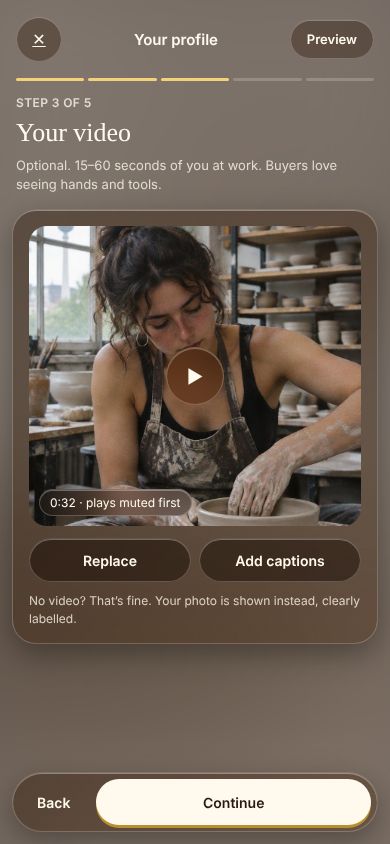 Your profile
Preview
STEP 3 OF 5
Your video
Optional. 15–60 seconds of you at work. Buyers love
seeing hands and tools.
0:32 · plays muted first
Replace
Add captions
No video? That’s fine. Your photo is shown instead, clearly
labelled.
Back
Continue